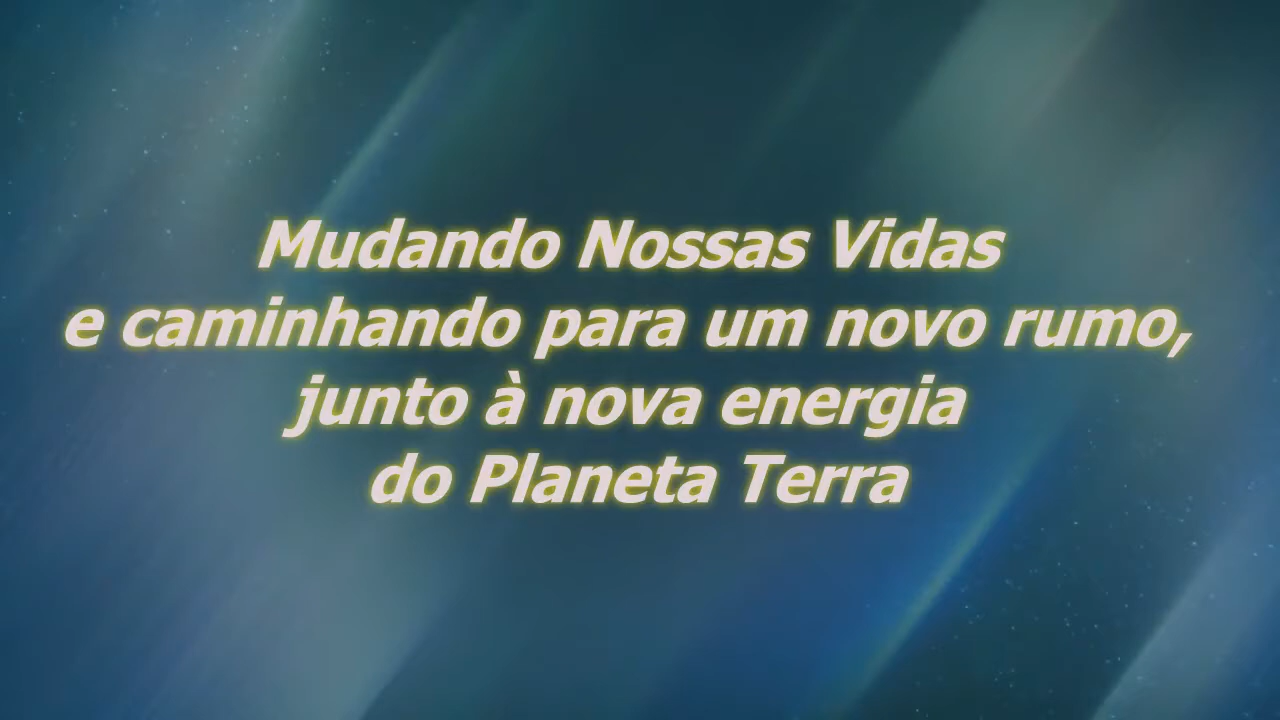 Mudando Nossas Vidas
e caminhando para um novo rumo,
junto à nova energia
do Planeta Terra